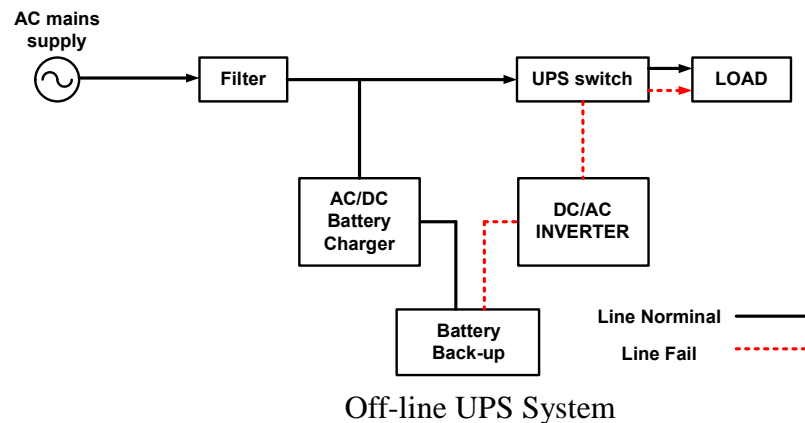 AC mains
supply
Filter
UPS switch
LOAD
AC/DC
Battery
Charger
DC/AC
INVERTER
Battery
Back-up
Line Norminal
Line Fail
Off-line UPS System